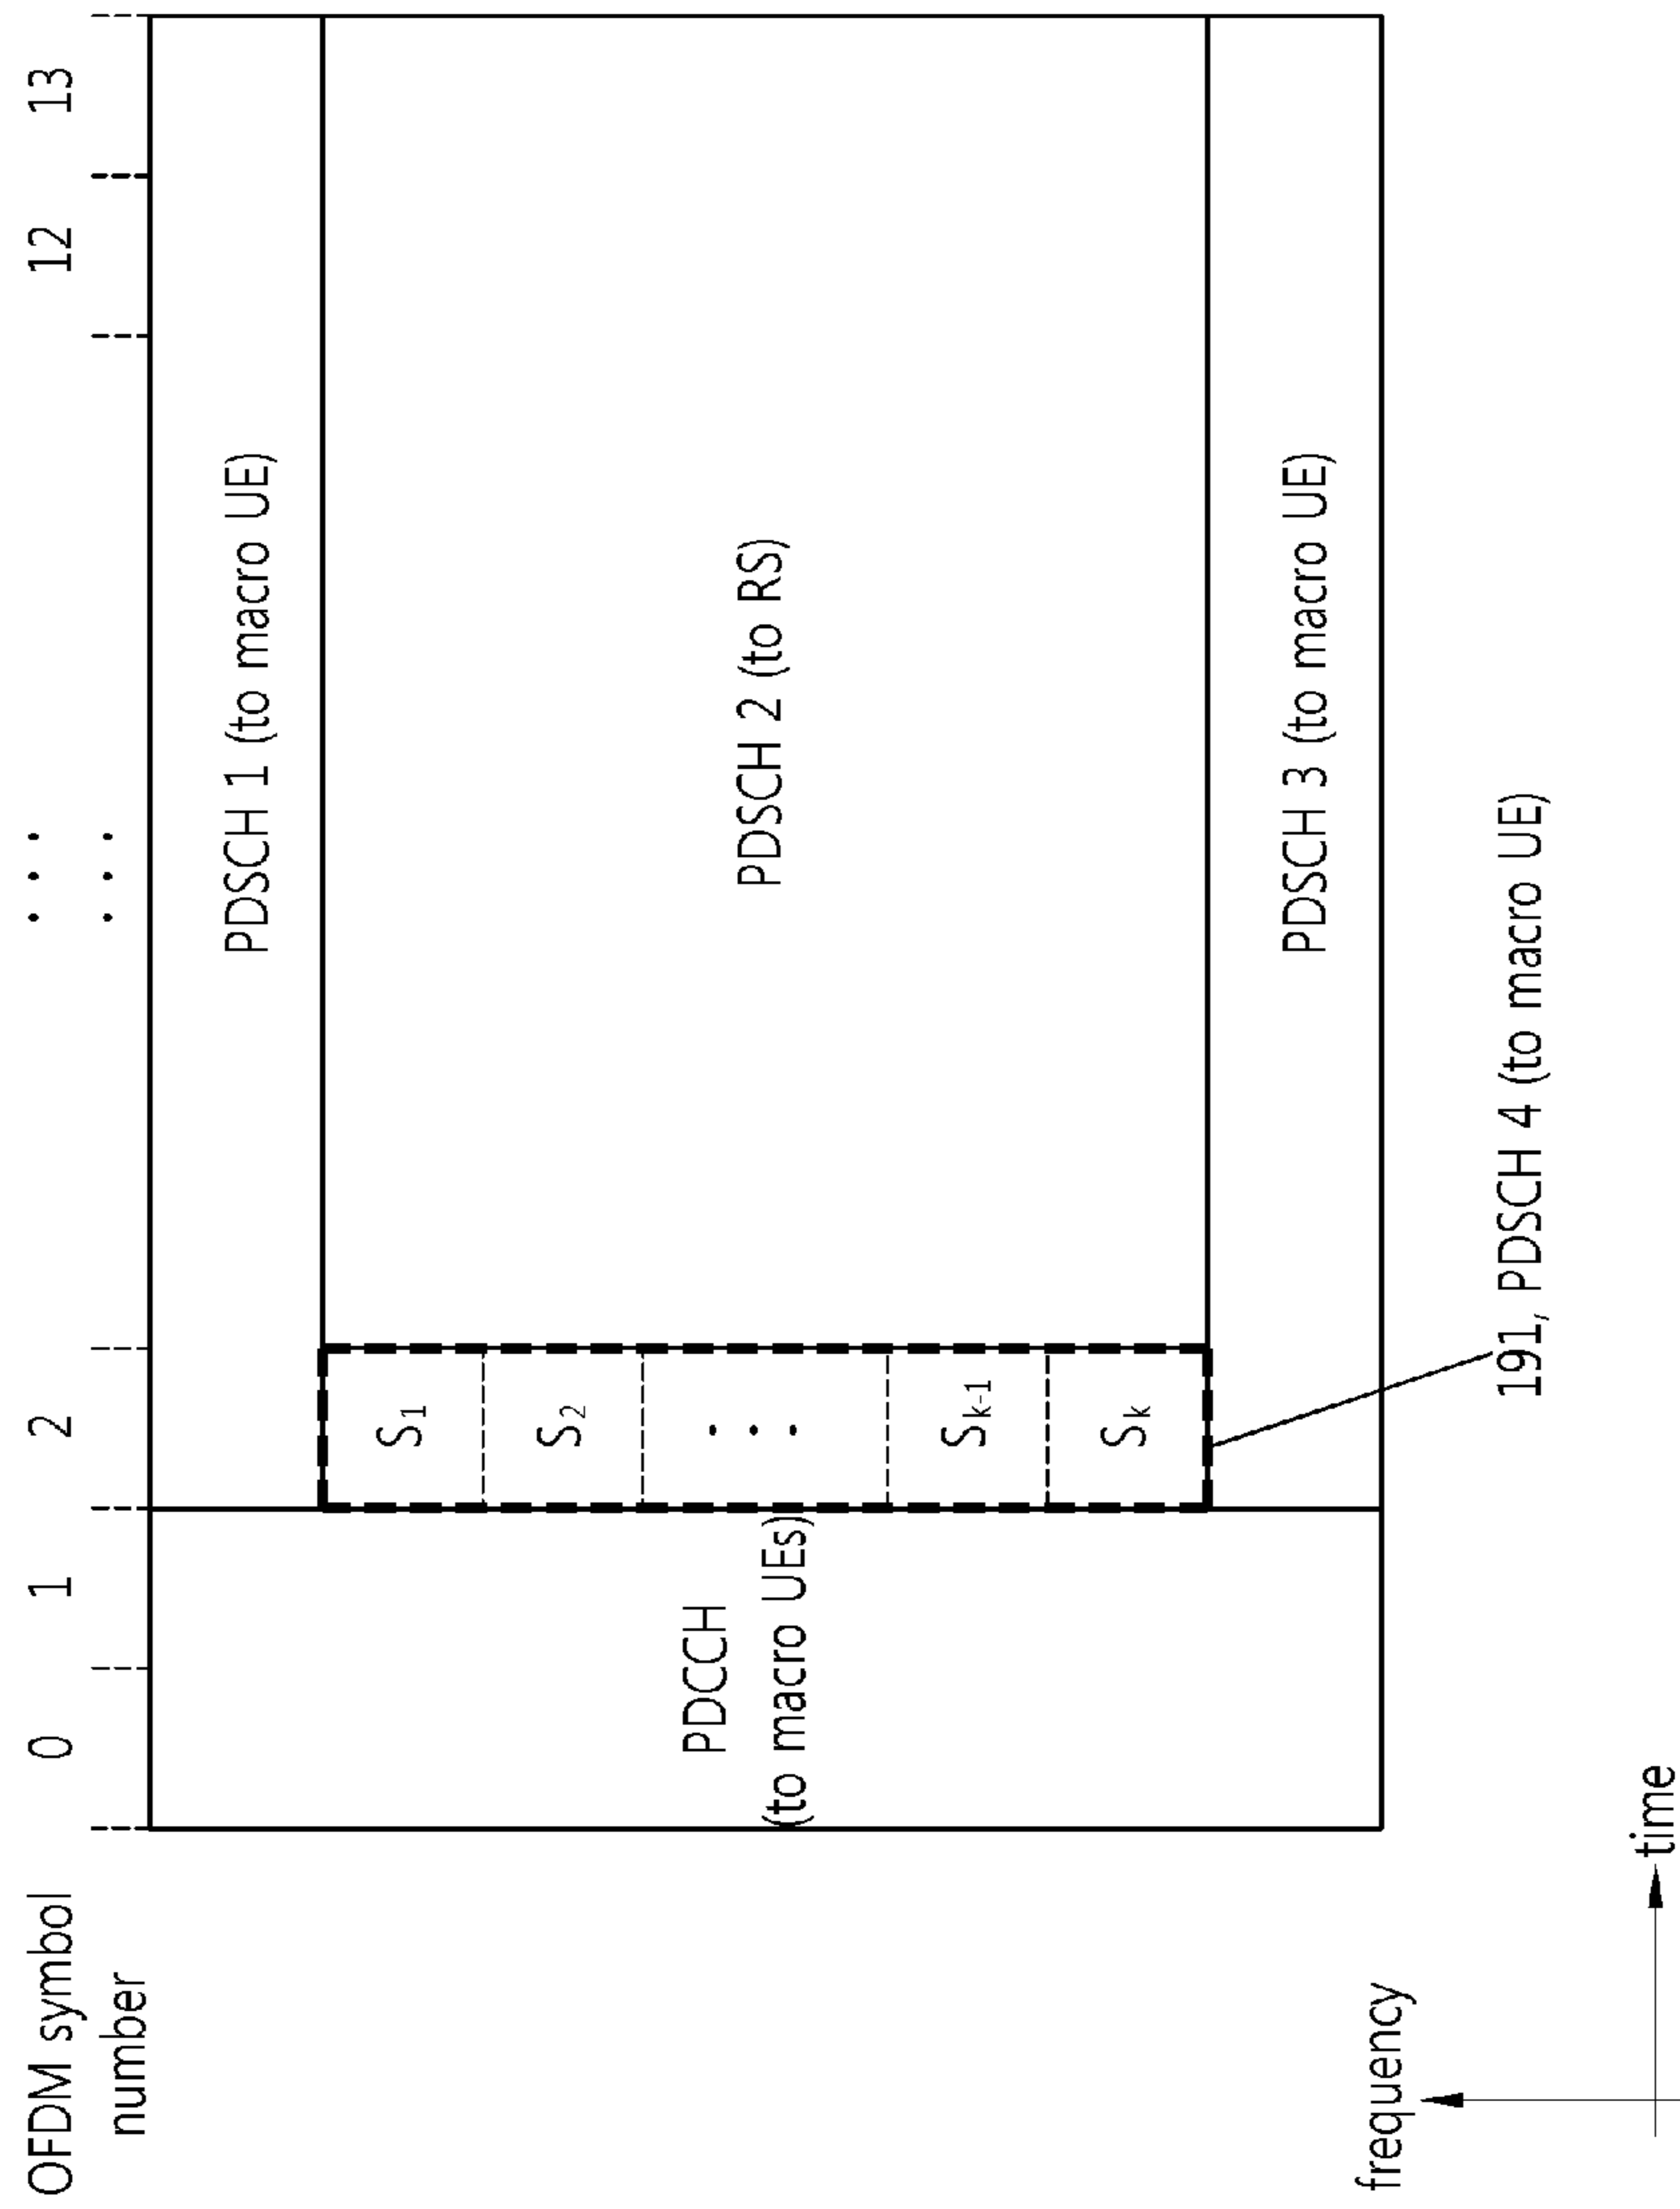 OFDM symbol
number
0 1 2 ... 12 13
...
PDSCH 1 (to macro UE)
PDCCH
(to macro UEs)
S1
S2
...
Sk-1
Sk
PDSCH 2 (to RS)
PDSCH 3 (to macro UE)
191, PDSCH 4 (to macro UE)
frequency
time